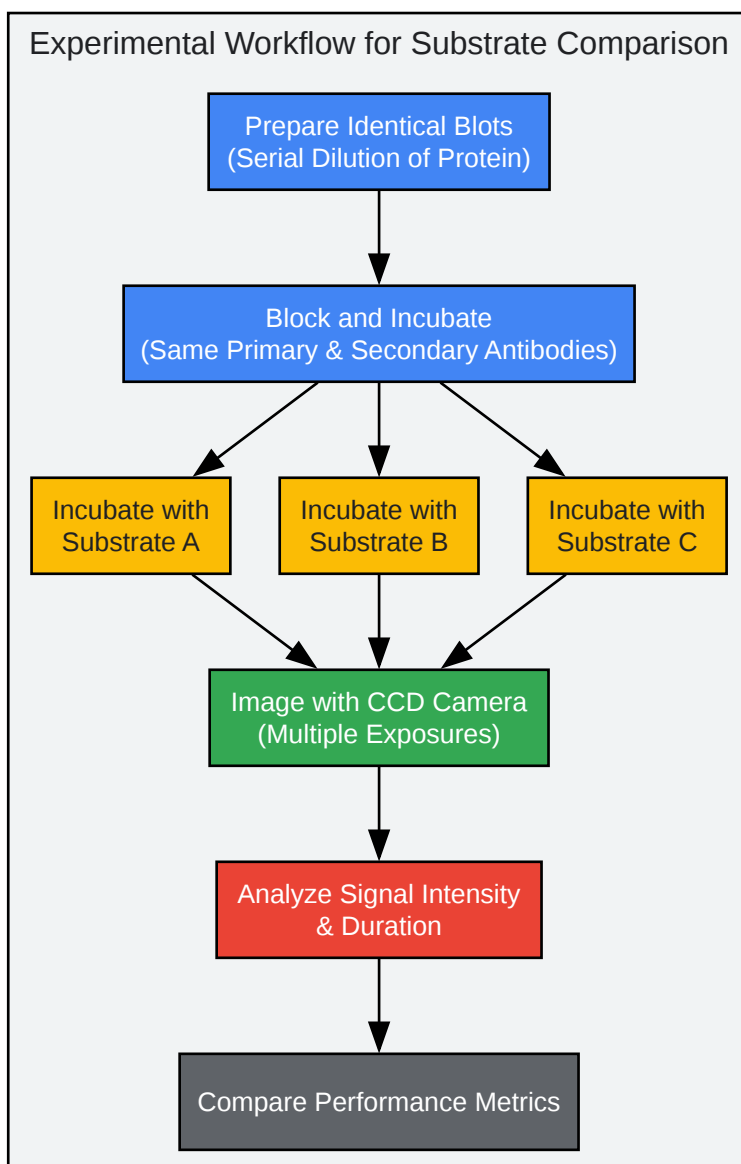 Experimental Workflow for Substrate Comparison
Prepare Identical Blots
(Serial Dilution of Protein)
Block and Incubate
(Same Primary & Secondary Antibodies)
Incubate with
Substrate A
Incubate with
Substrate B
Incubate with
Substrate C
Image with CCD Camera
(Multiple Exposures)
Analyze Signal Intensity
& Duration
Compare Performance Metrics